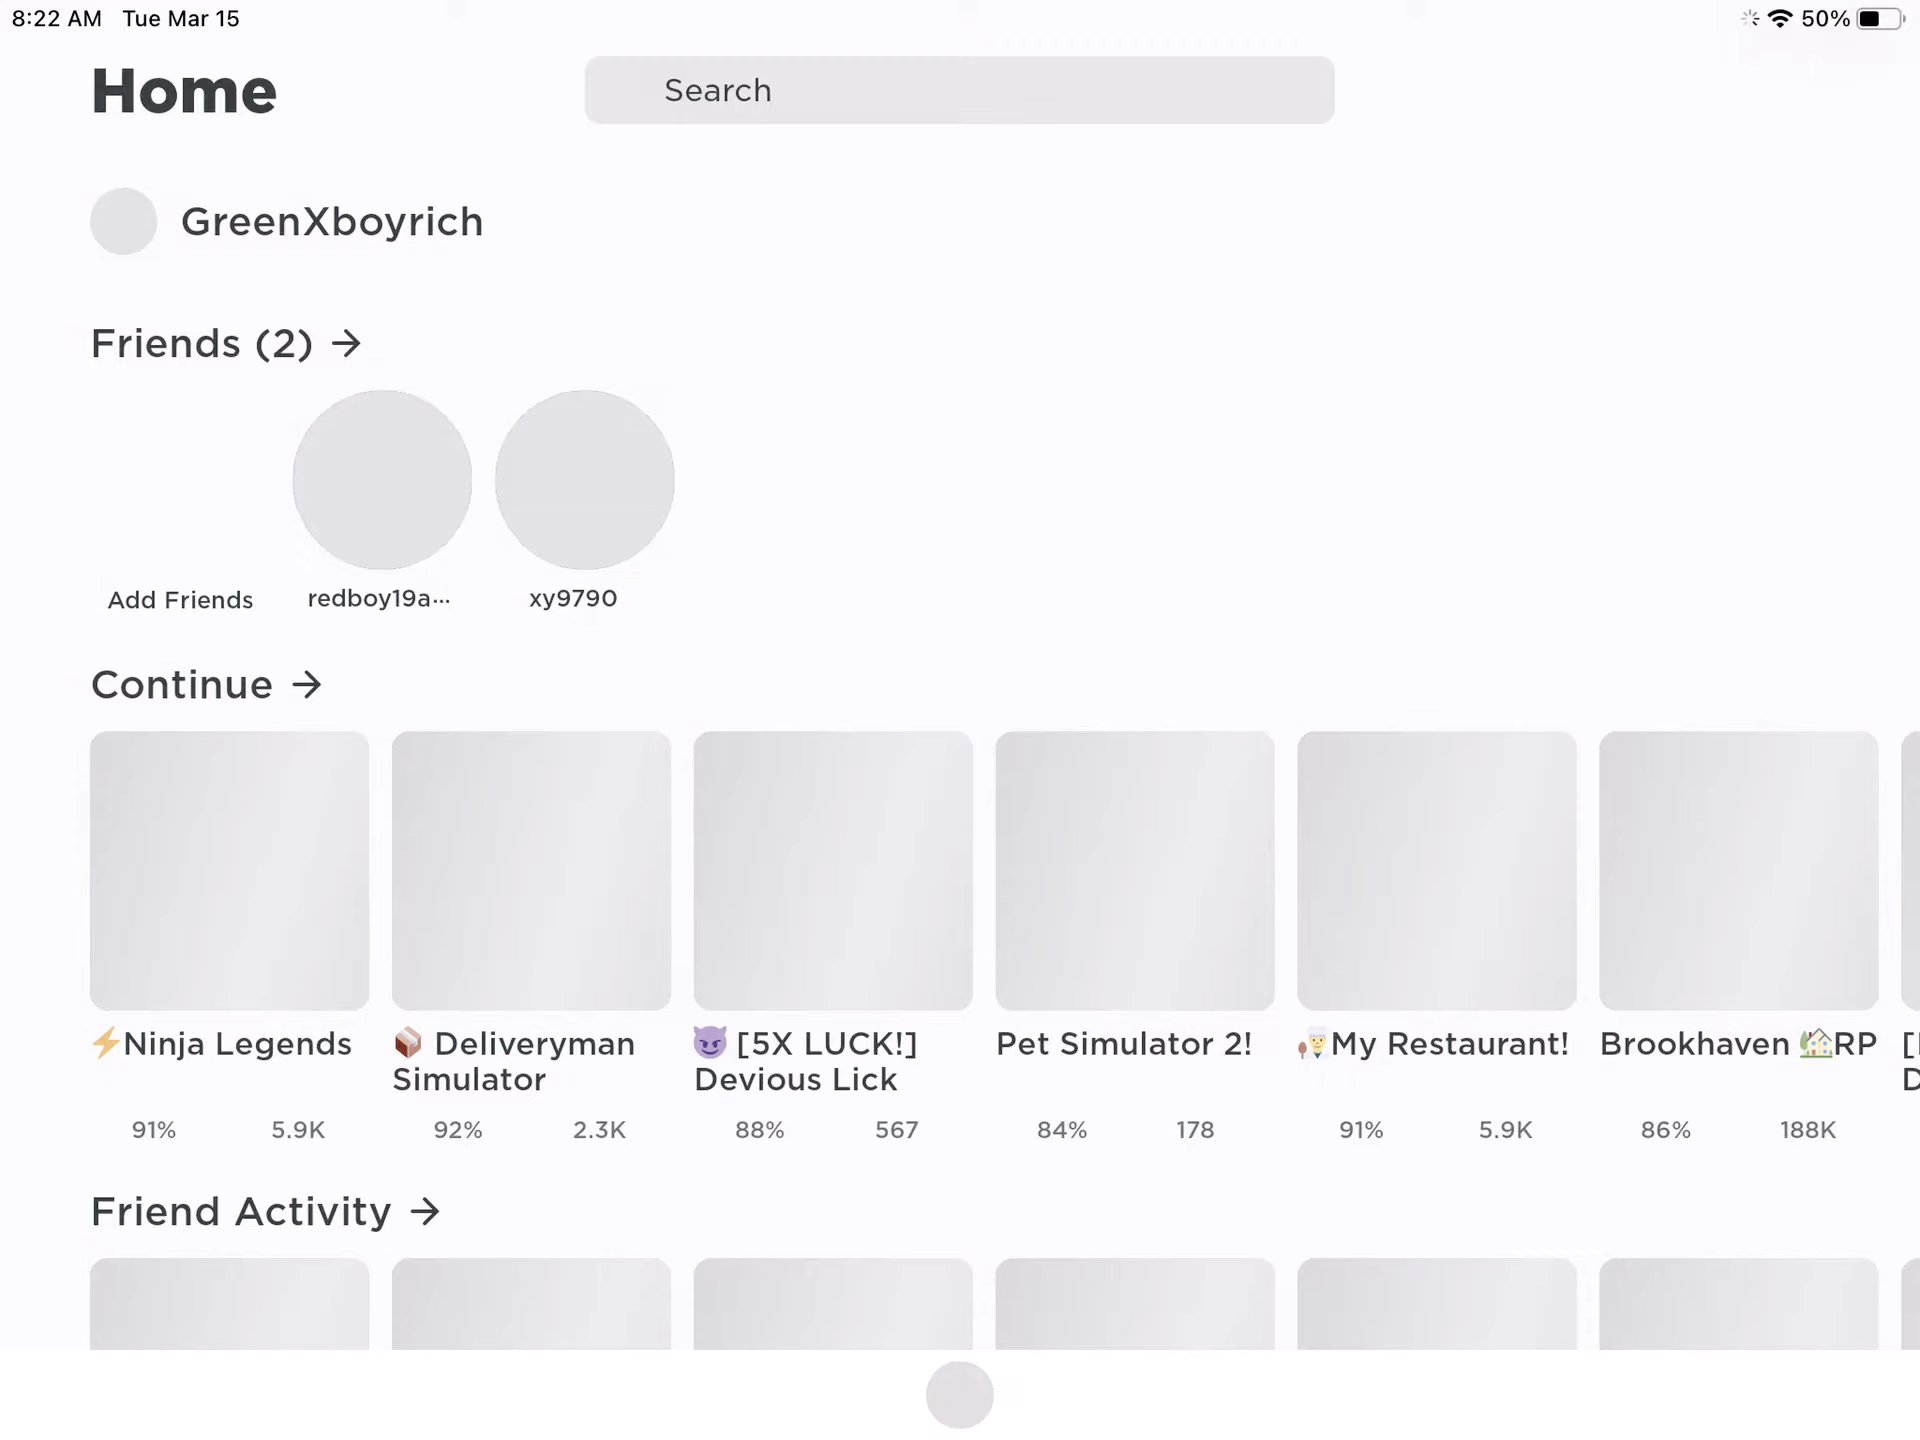 8:22 AM Tue Mar 15
50%
Home
Search
GreenXboyrich
Friends (2) →
Add Friends
redboy19a...
xy9790
Continue →
⚡Ninja Legends
📦 Deliveryman
Simulator
😈 [5X LUCK!]
Devious Lick
Pet Simulator 2!
👨‍🍳My Restaurant!
Brookhaven 🏡RP
91% 5.9K
92% 2.3K
88% 567
84% 178
91% 5.9K
86% 188K
Friend Activity →